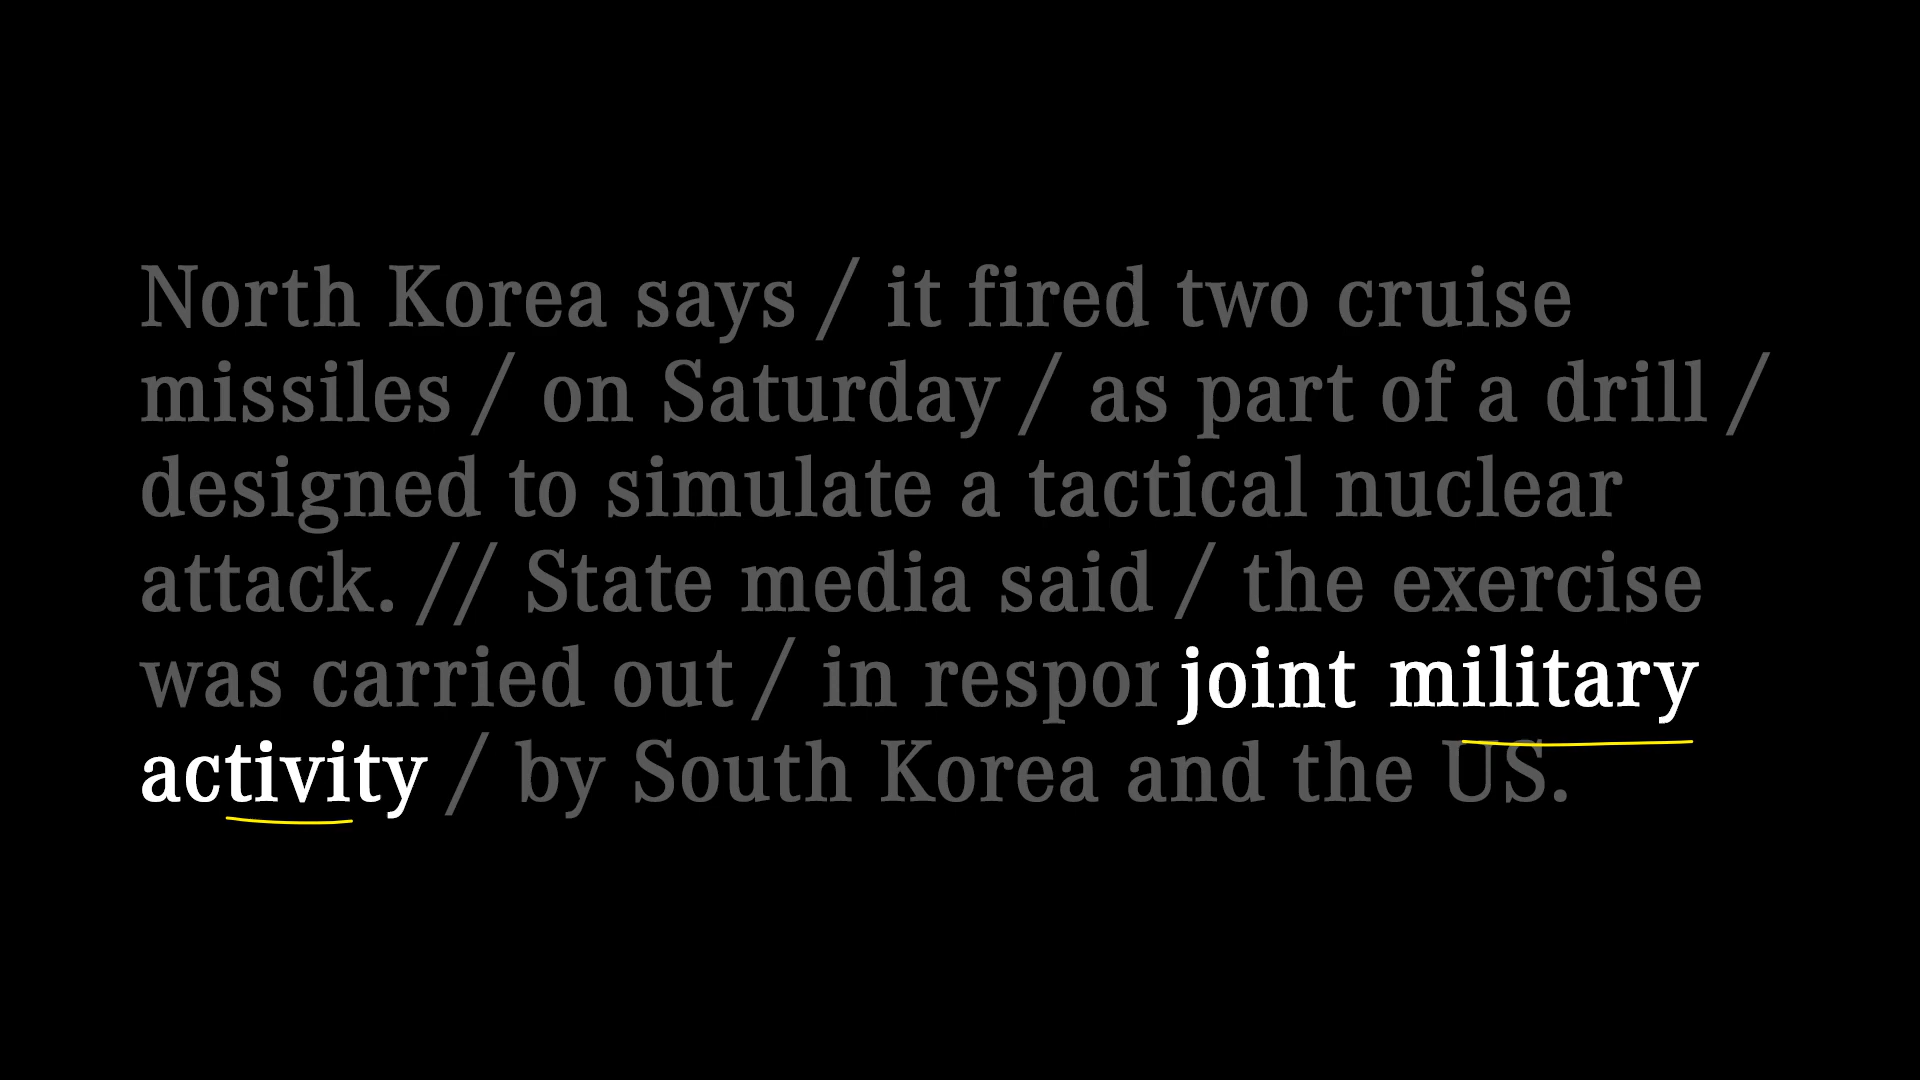 North Korea says / it fired two cruise
missiles / on Saturday / as part of a drill /
designed to simulate a tactical nuclear
attack. // State media said / the exercise
was carried out / in respon joint military
activity / by South Korea and the US.